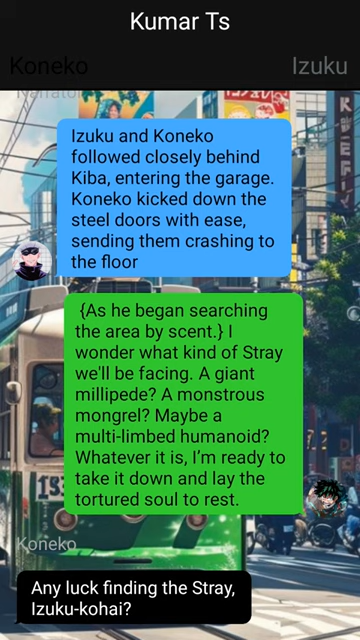 Kumar Ts
Koneko
Izuku
Narrator
Izuku and Koneko
followed closely behind
Kiba, entering the garage.
Koneko kicked down the
steel doors with ease,
sending them crashing to
the floor
{As he began searching
the area by scent.} I
wonder what kind of Stray
we'll be facing. A giant
millipede? A monstrous
mongrel? Maybe a
multi-limbed humanoid?
Whatever it is, I'm ready to
take it down and lay the
tortured soul to rest.
Koneko
Any luck finding the Stray,
Izuku-kohai?